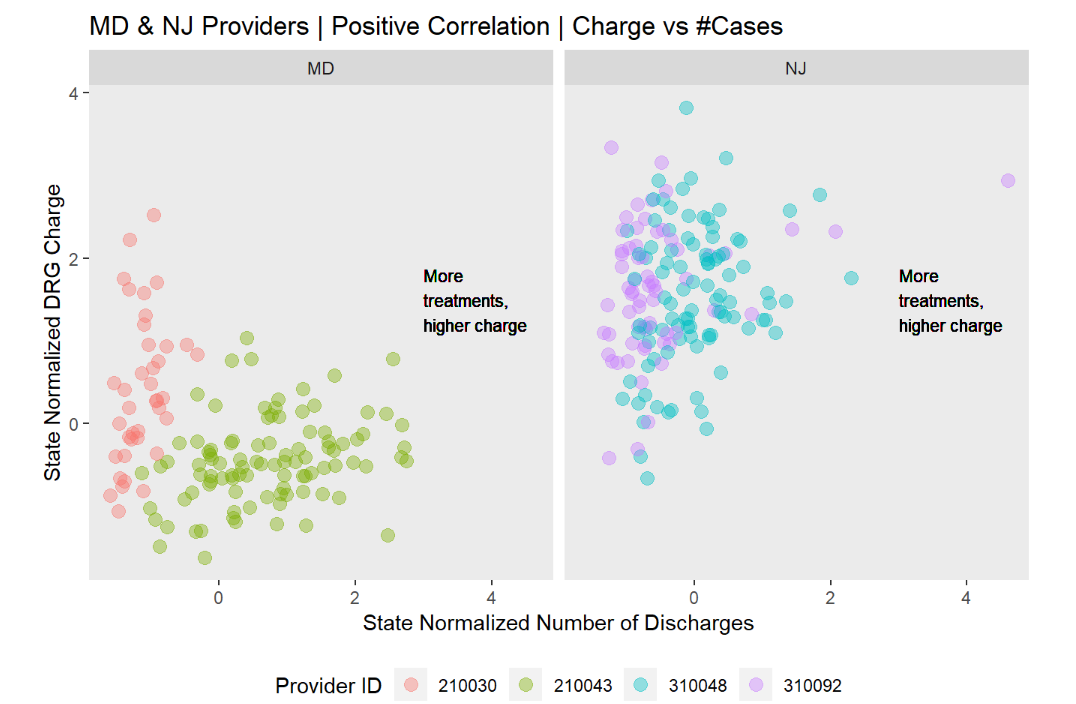 MD & NJ Providers | Positive Correlation | Charge vs #Cases
MD
NJ
4
2
0
State Normalized DRG Charge
More
treatments,
higher charge
More
treatments,
higher charge
0
2
4
0
2
4
State Normalized Number of Discharges
Provider ID
210030
210043
310048
310092